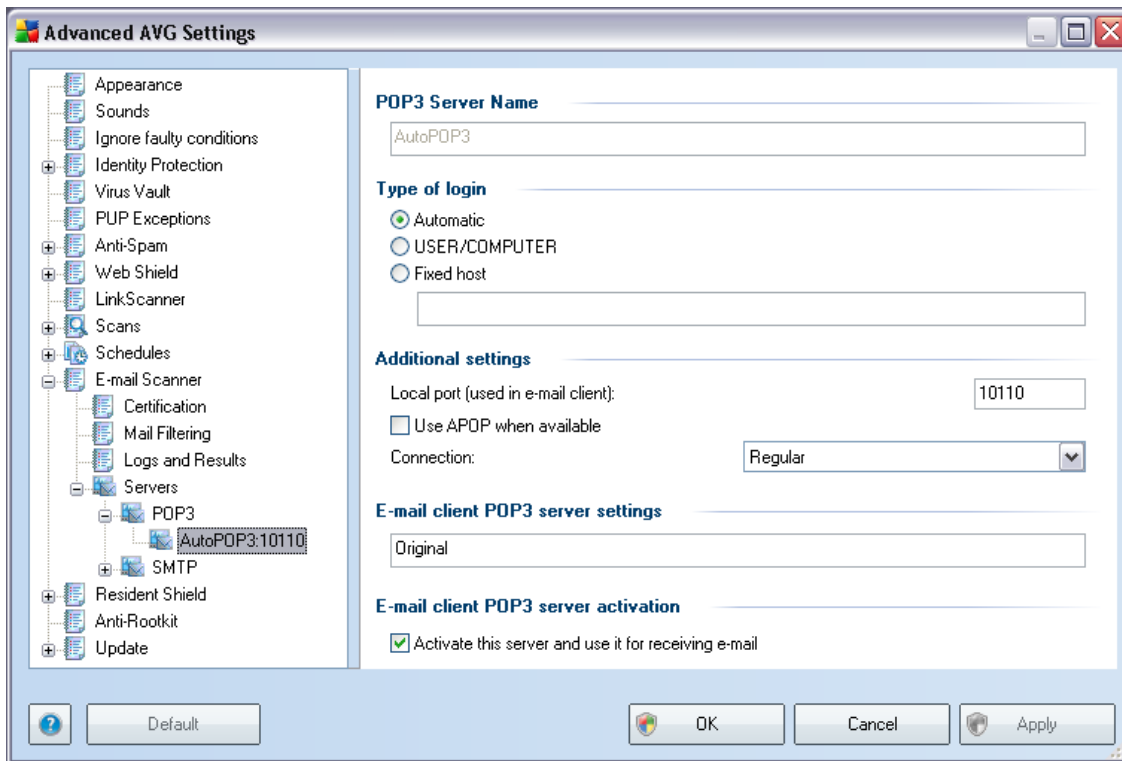 Advanced AVG Settings
Appearance
Sounds
Ignore faulty conditions
Identity Protection
Virus Vault
PUP Exceptions
Anti-Spam
Web Shield
LinkScanner
Scans
Schedules
E-mail Scanner
Certification
Mail Filtering
Logs and Results
Servers
POP3
AutoPOP3:10110
SMTP
Resident Shield
Anti-Rootkit
Update
POP3 Server Name
AutoPOP3
Type of login
Automatic
USER/COMPUTER
Fixed host
Additional settings
Local port (used in e-mail client):
10110
Use APOP when available
Connection:
Regular
E-mail client POP3 server settings
Original
E-mail client POP3 server activation
Activate this server and use it for receiving e-mail
?
Default
OK
Cancel
Apply